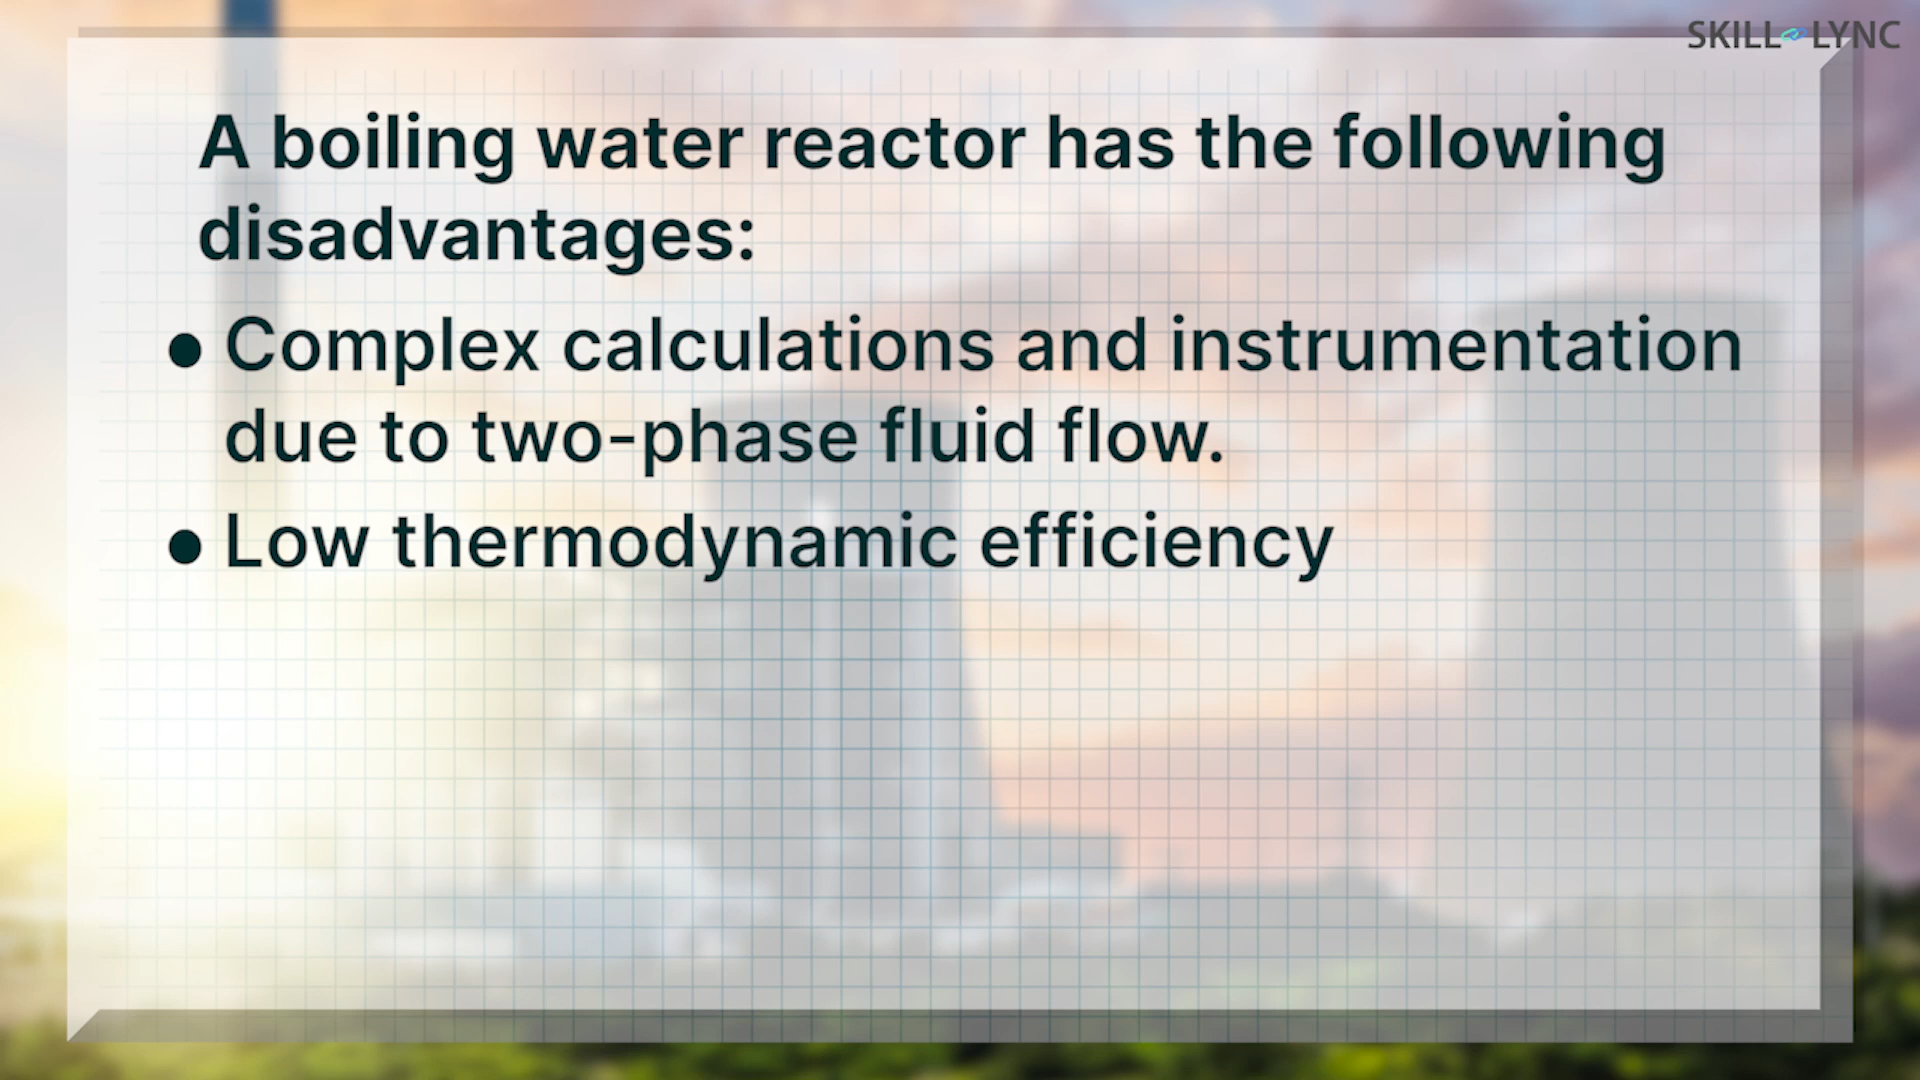 SKILL LYNC
A boiling water reactor has the following
disadvantages:
● Complex calculations and instrumentation
due to two-phase fluid flow.
● Low thermodynamic efficiency